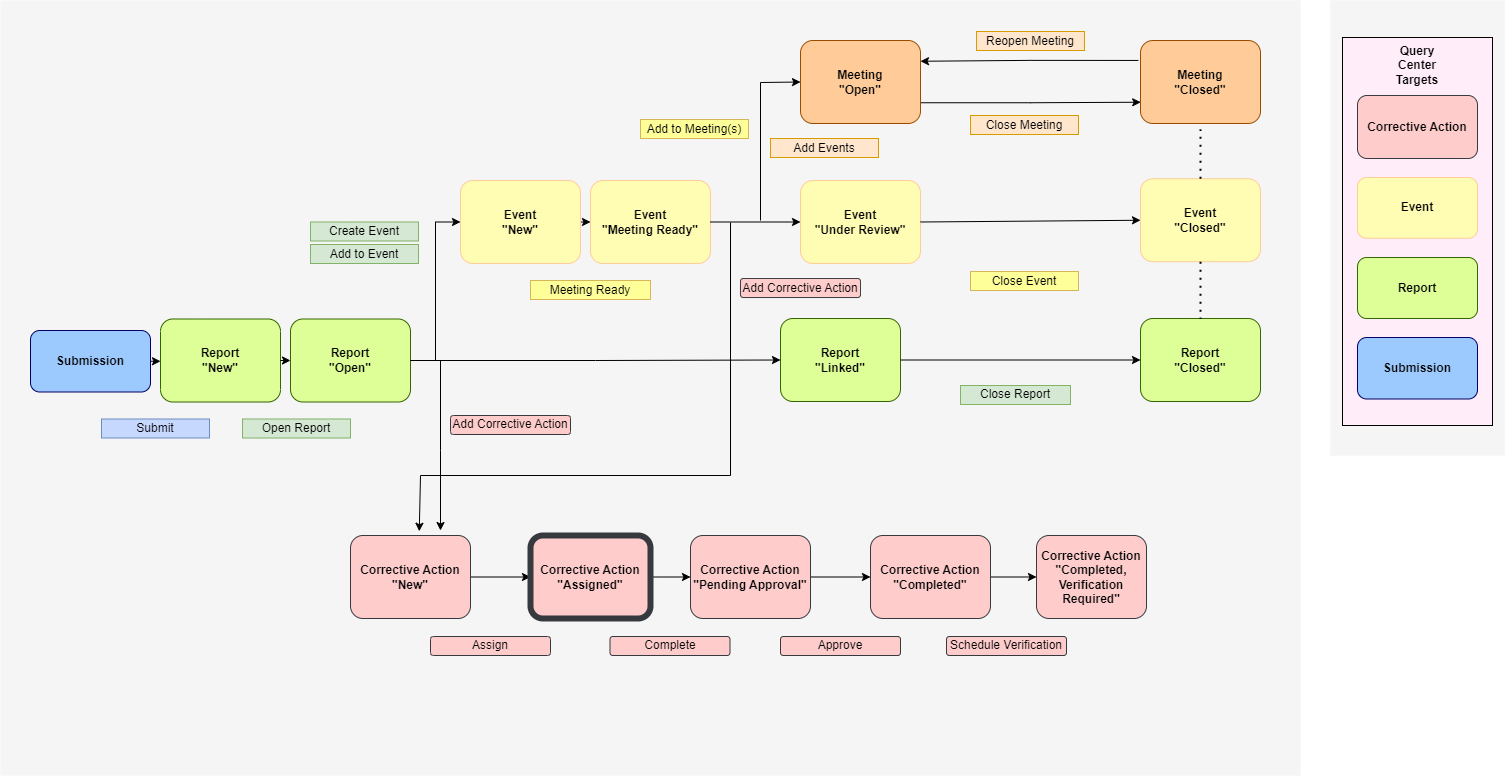 Reopen Meeting
Query
Center
Targets
Meeting
"Open"
Meeting
"Closed"
Close Meeting
Add to Meeting(s)
Add Events
Corrective Action
Event
"New"
Event
"Meeting Ready"
Event
"Under Review"
Event
"Closed"
Event
Create Event
Add to Event
Meeting Ready
Add Corrective Action
Close Event
Report
Submission
Report
"New"
Report
"Open"
Report
"Linked"
Report
"Closed"
Submission
Close Report
Submit
Open Report
Add Corrective Action
Corrective Action
"New"
Corrective Action
"Assigned"
Corrective Action
"Pending Approval"
Corrective Action
"Completed"
Corrective Action
"Completed,
Verification
Required"
Assign
Complete
Approve
Schedule Verification